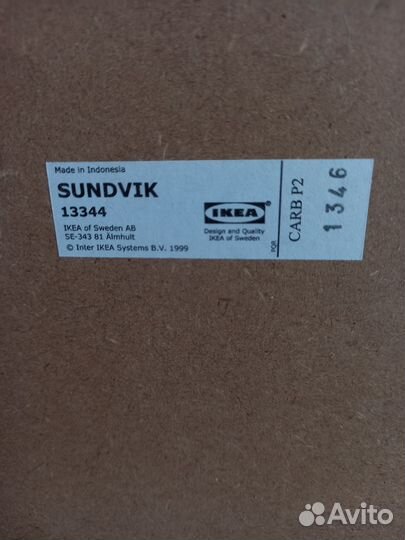 Made in Indonesia
SUNDVIK
13344
IKEA of Sweden AB
SE-343 81 Älmhult
© Inter IKEA Systems B.V. 1999
IKEA
Design and Quality
IKEA of Sweden
PQR
CARB P2
1346
Avito